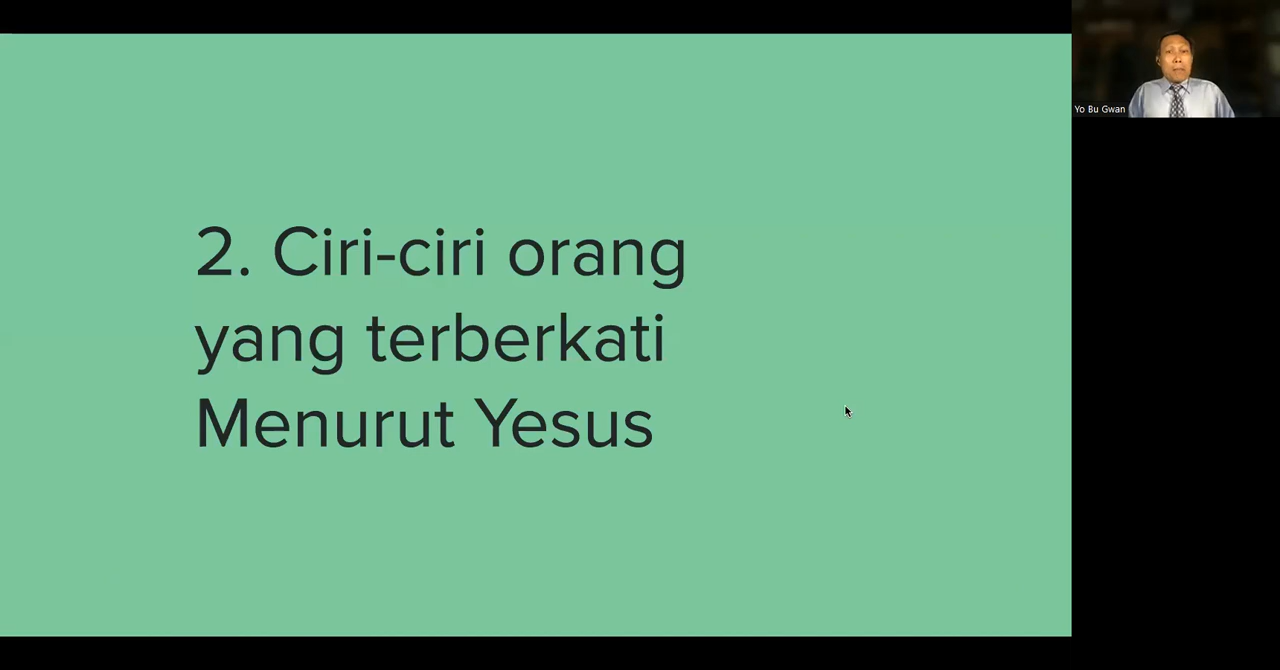 2. Ciri-ciri orang
yang terberkati
Menurut Yesus
Yo Bu Gwan